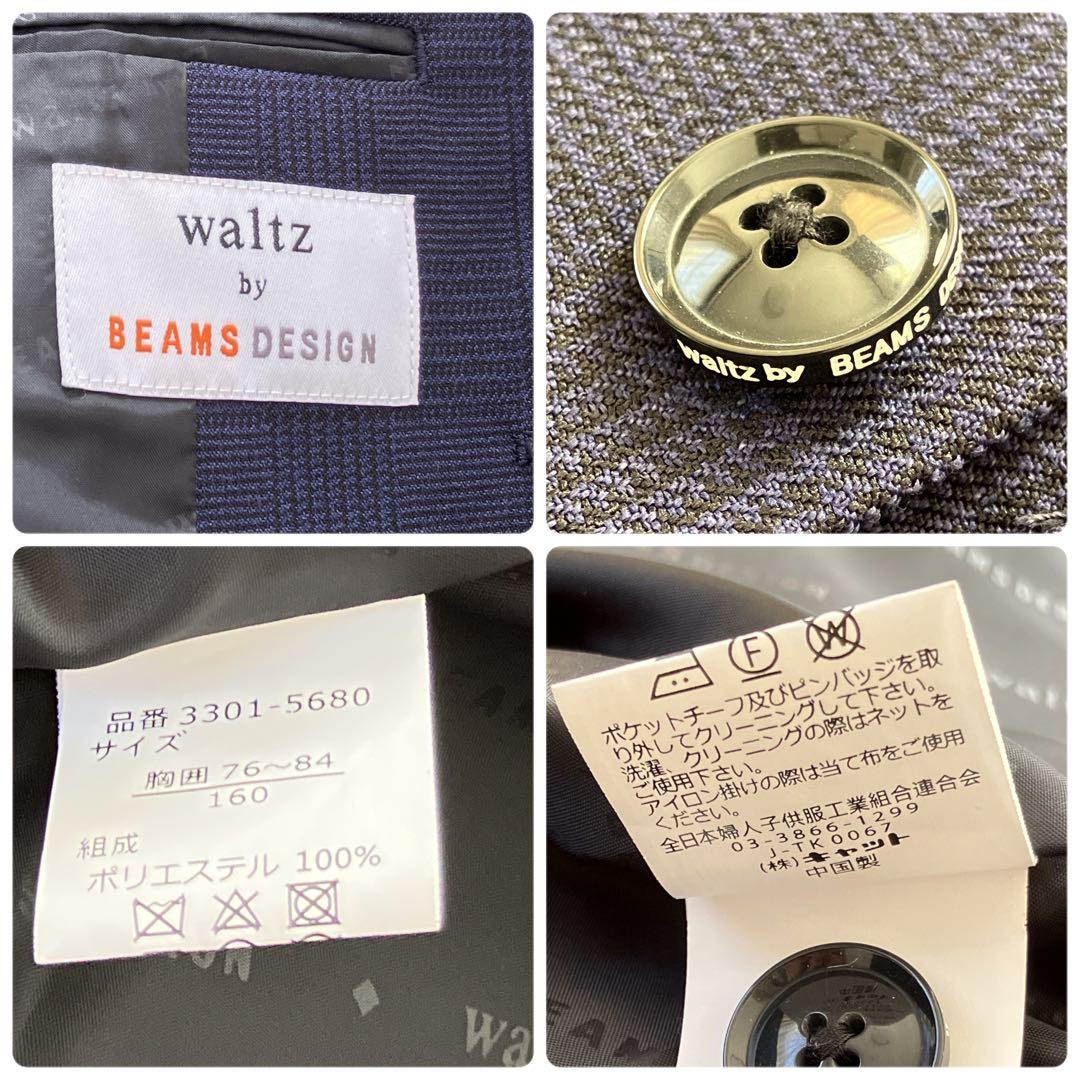 waltz
by
BEAMS DESIGN
waltz by BEAMS
品番 3301-5680
サイズ
胸囲 76～84
160
組成
ポリエステル 100%
F
W
ポケットチーフ及びピンバッジを取
り外してクリーニングして下さい。
洗濯、クリーニングの際はネットを
ご使用下さい。
アイロン掛けの際は当て布をご使用
ください。
全日本婦人子供服工業組合連合会
03-3866-1299
J-TK0067
(株)キャット
中国製